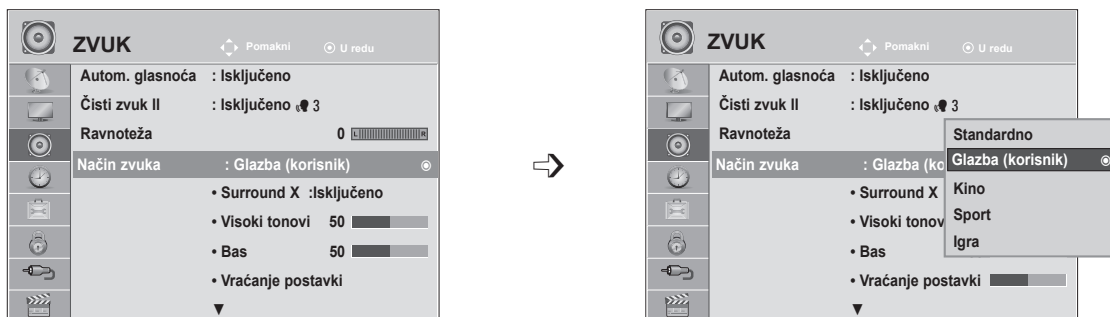 ZVUK Pomakni U redu
Autom. glasnoća : Isključeno
Čisti zvuk II : Isključeno 3
Ravnoteža 0 L R
Način zvuka : Glazba (korisnik)
• Surround X :Isključeno
• Visoki tonovi 50
• Bas 50
• Vraćanje postavki
▼
ZVUK Pomakni U redu
Autom. glasnoća : Isključeno
Čisti zvuk II : Isključeno 3
Ravnoteža
Način zvuka : Glazba (ko
• Surround X
• Visoki tonov
• Bas
• Vraćanje postavki
▼
Standardno
Glazba (korisnik)
Kino
Sport
Igra